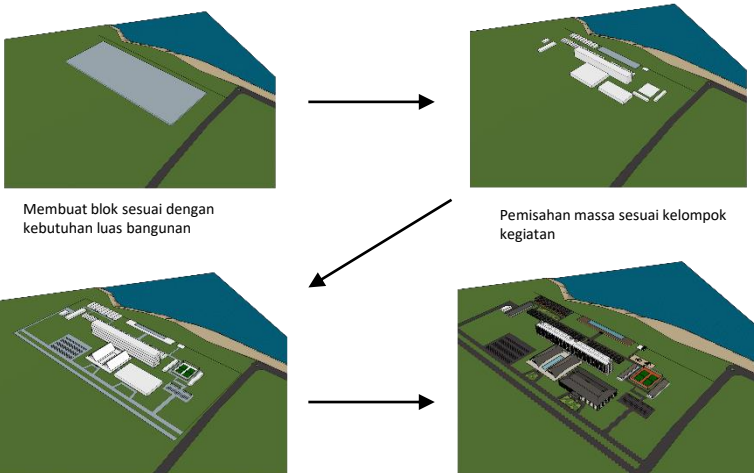 Membuat blok sesuai dengan
kebutuhan luas bangunan
Pemisahan massa sesuai kelompok
kegiatan